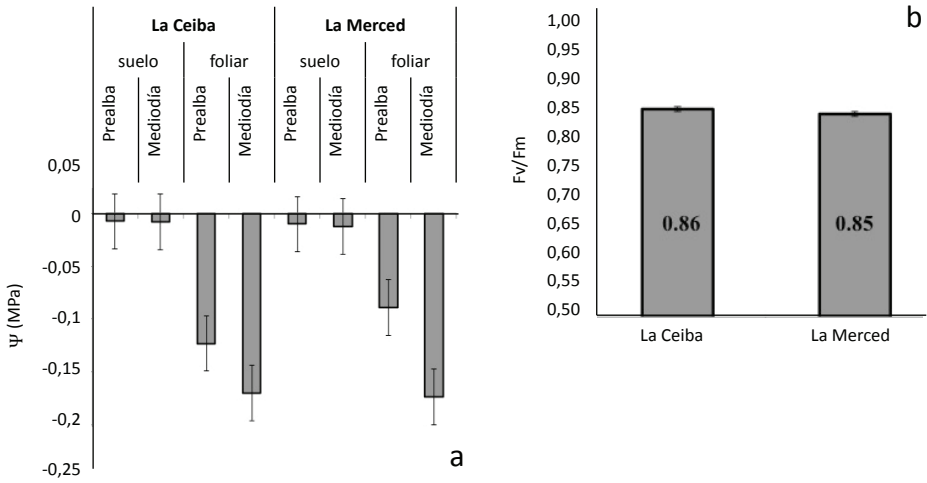 La Ceiba La Merced
suelo foliar suelo foliar
Prealba Mediodía Prealba Mediodía Prealba Mediodía Prealba Mediodía
0,05
0
-0,05
-0,1
-0,15
-0,2
-0,25
Ψ (MPa)
a
b
1,00
0,95
0,90
0,85
0,80
0,75
0,70
0,65
0,60
0,55
0,50
Fv/Fm
0.86 0.85
La Ceiba La Merced